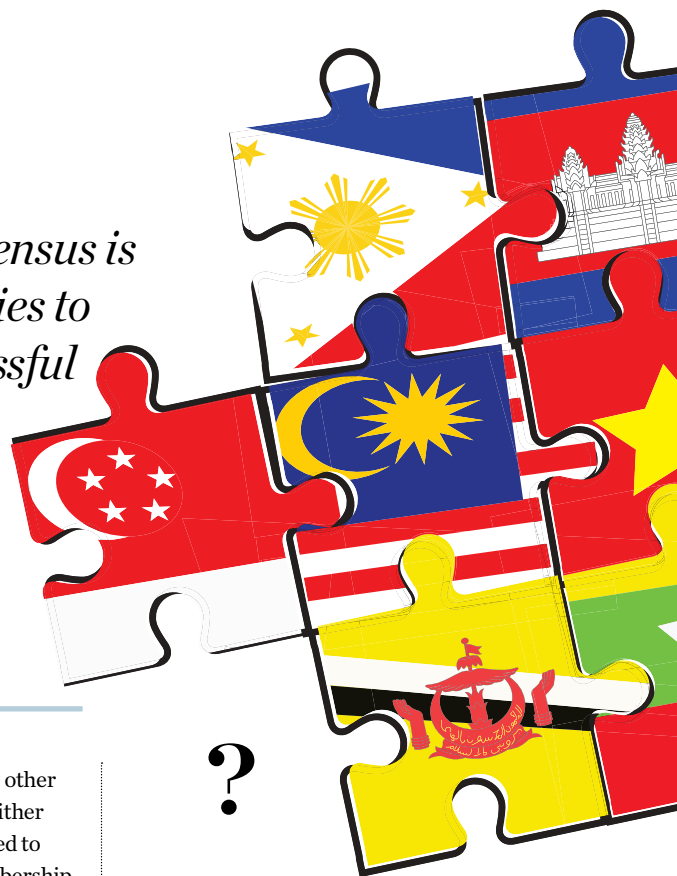 ensus is
ies to
ssful
?
other
ither
ed to
bership